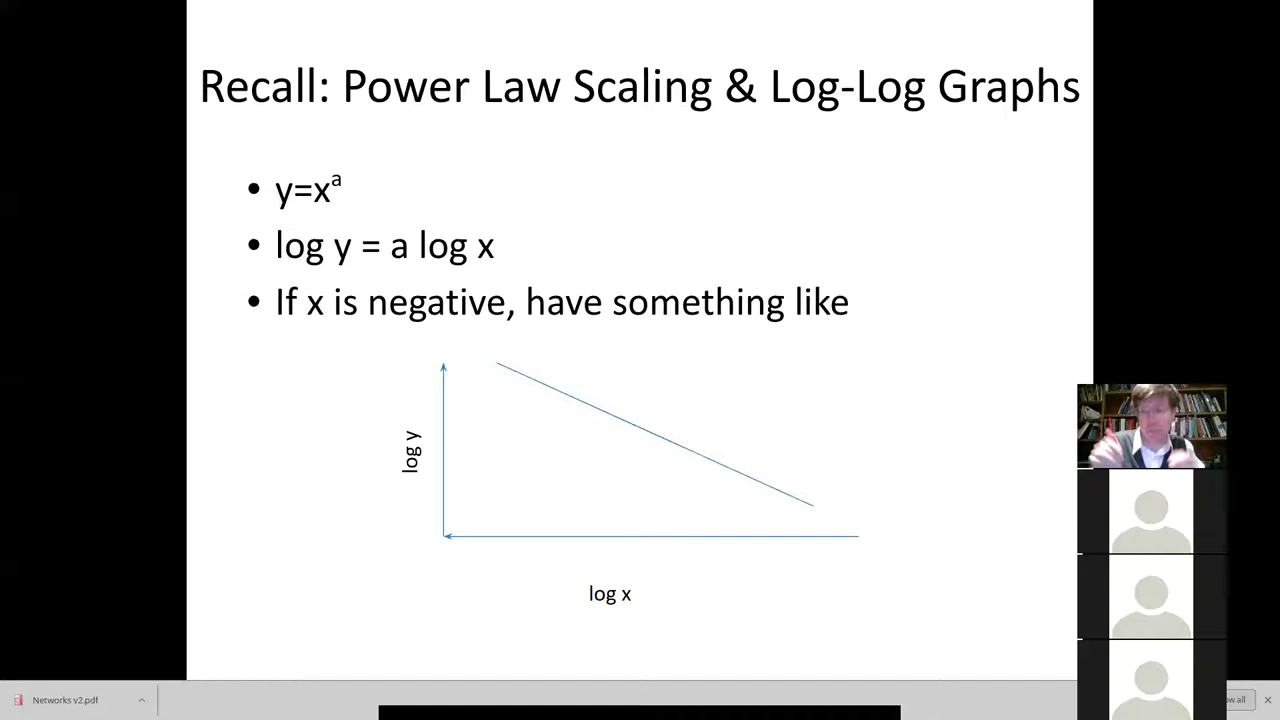 Recall: Power Law Scaling & Log-Log Graphs
• y=xᵃ
• log y = a log x
• If x is negative, have something like
log y
log x
Networks v2.pdf